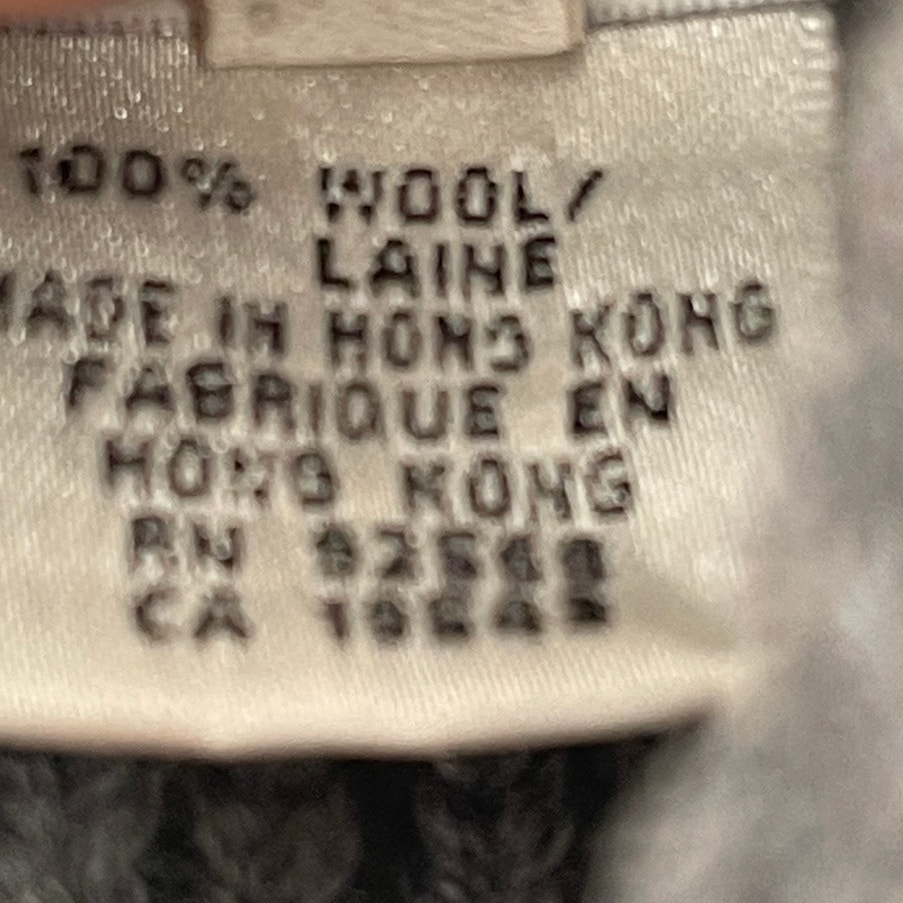 100% WOOL/
LAINE
MADE IN HONG KONG
FABRIQUE EN
HONG KONG
RN
CA